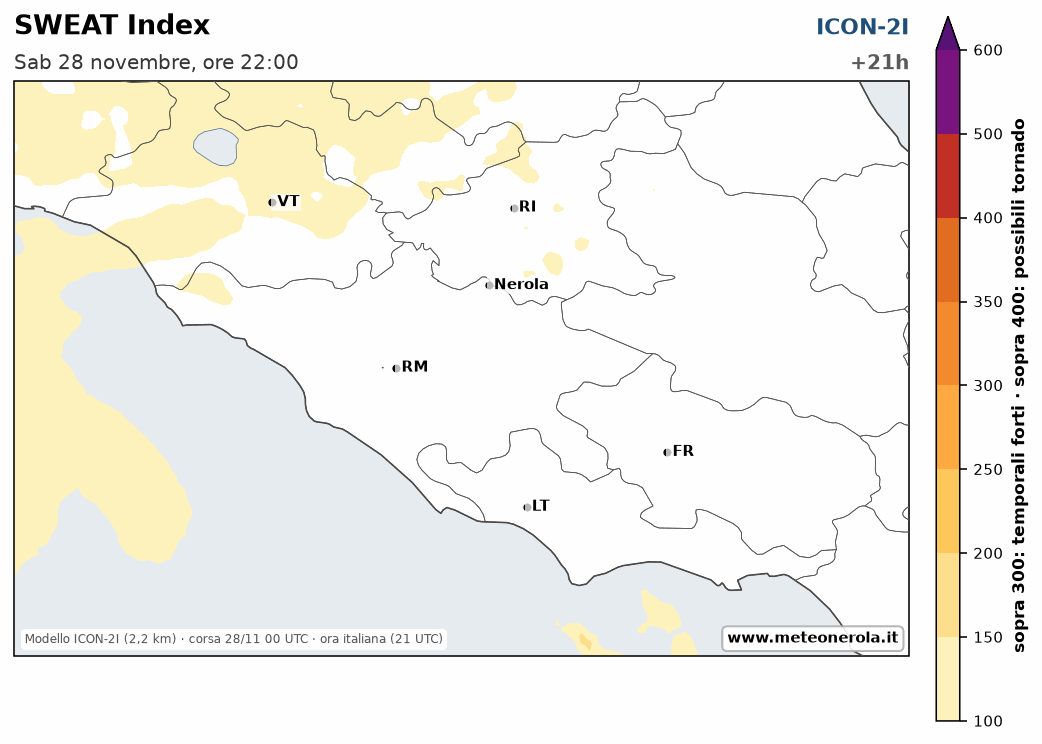 SWEAT Index
ICON-2I
Sab 28 novembre, ore 22:00
+21h
VT
RI
Nerola
RM
FR
LT
Modello ICON-2I (2,2 km) · corsa 28/11 00 UTC · ora italiana (21 UTC)
www.meteonerola.it
600
500
400
350
300
250
200
150
100
sopra 300: temporali forti · sopra 400: possibili tornado